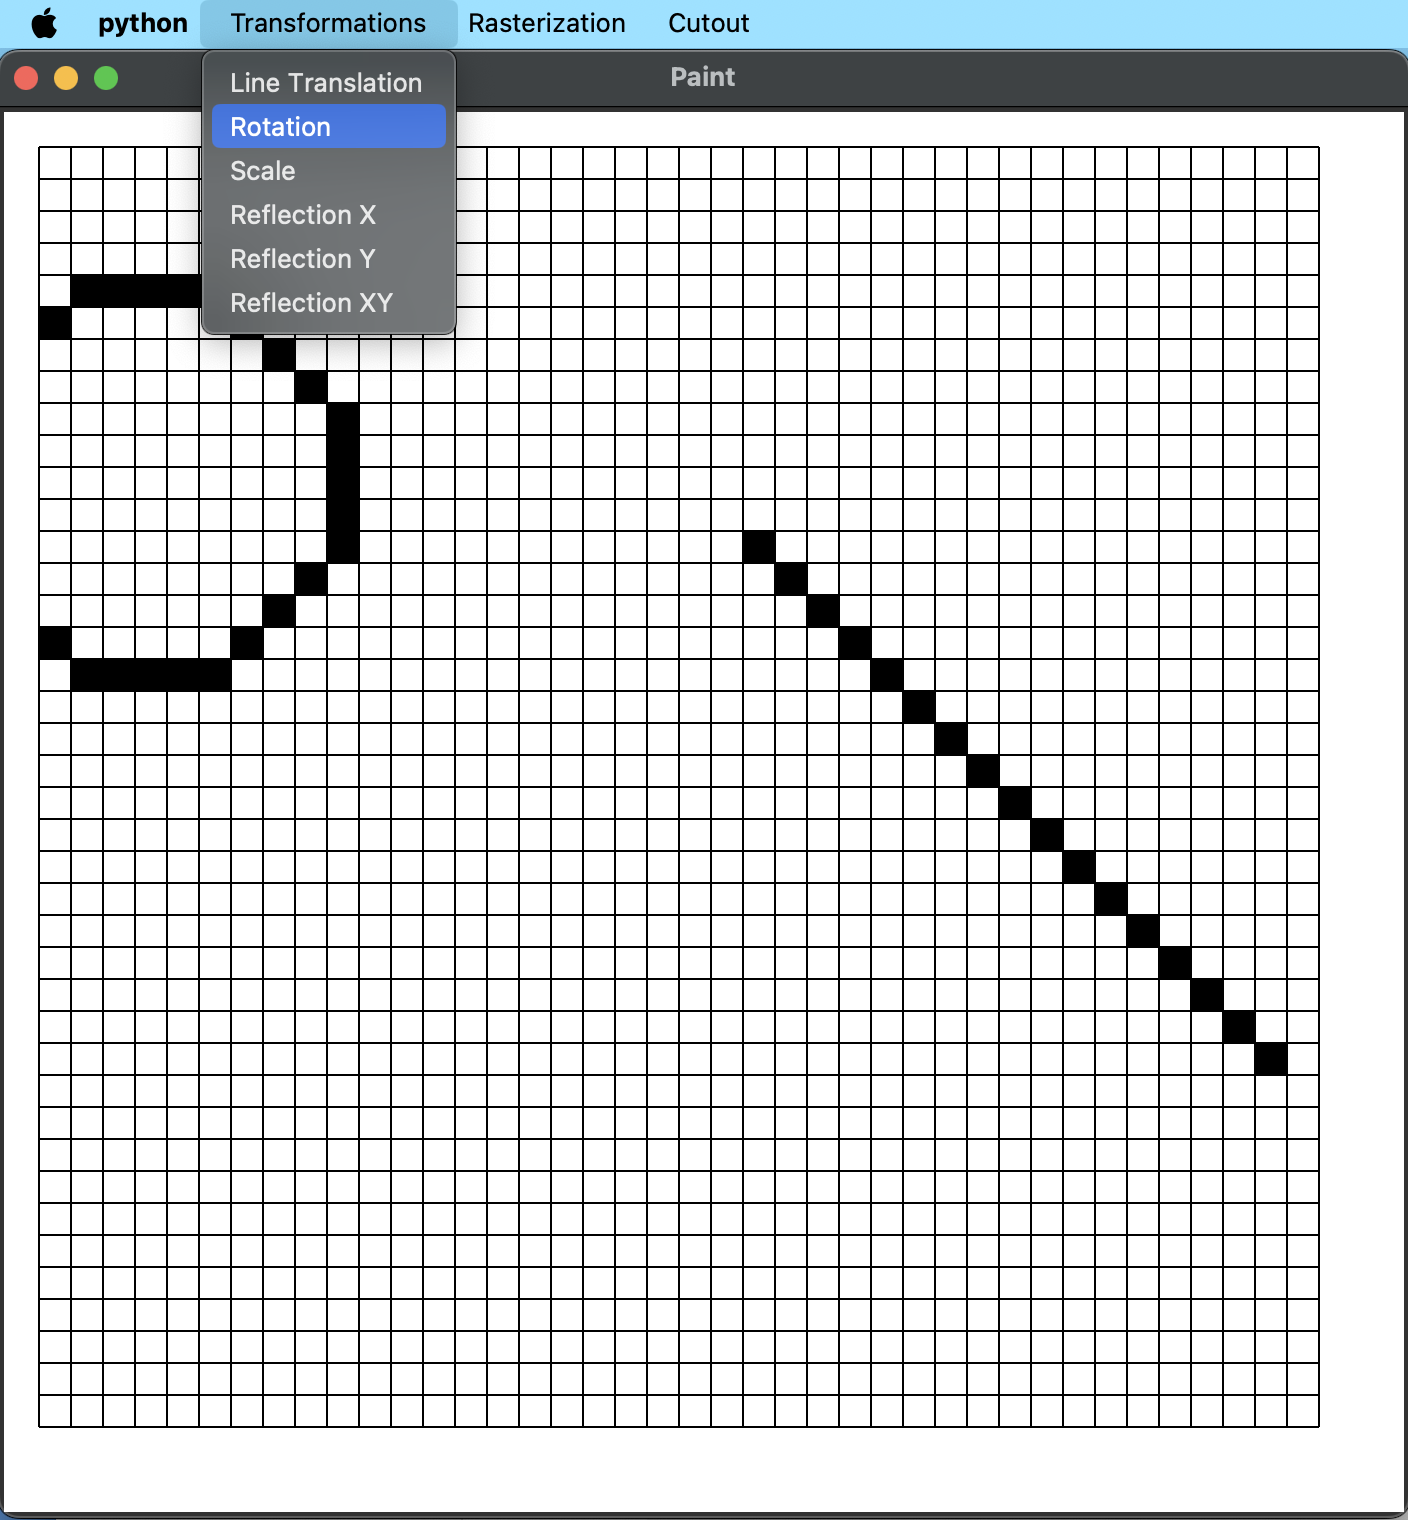 python Transformations Rasterization Cutout
Paint
Line Translation
Rotation
Scale
Reflection X
Reflection Y
Reflection XY